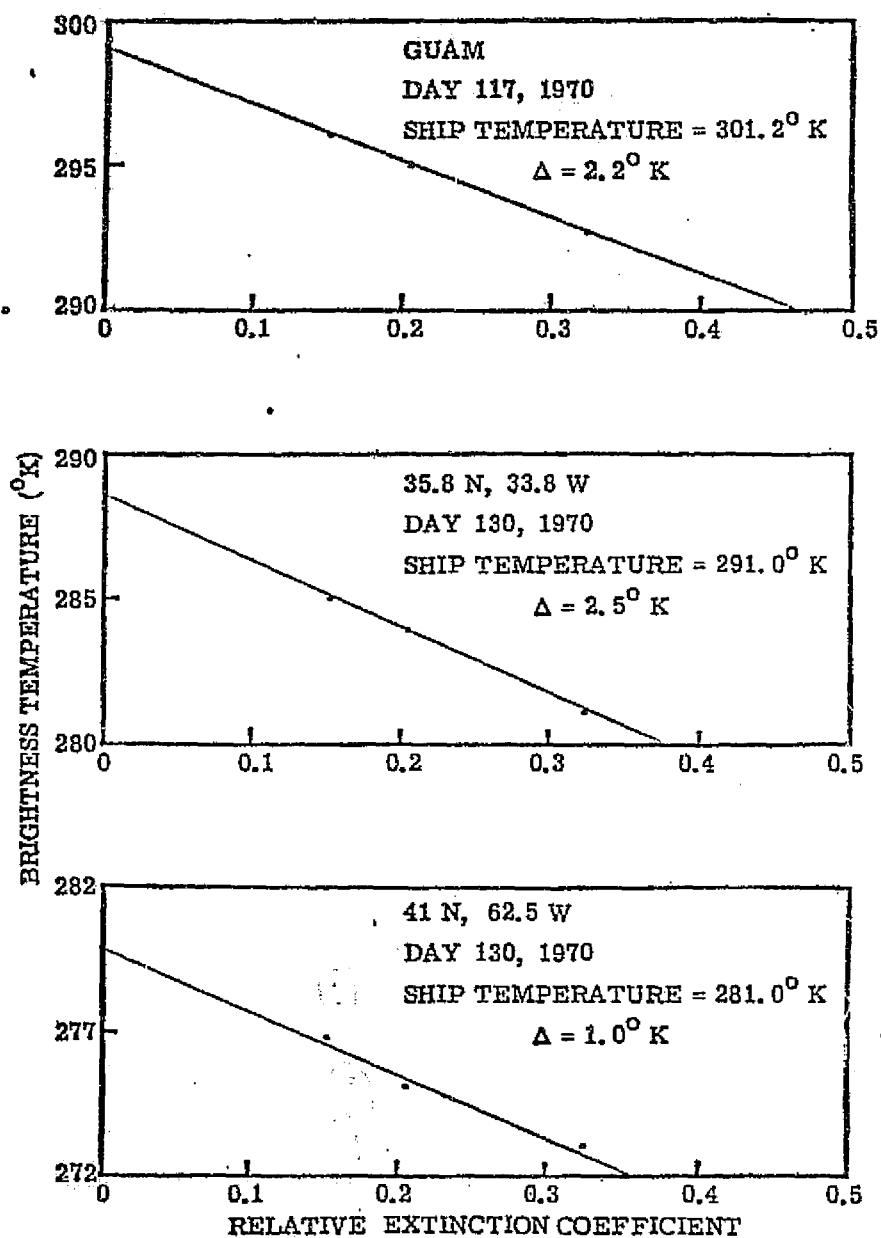 300
GUAM
DAY 117, 1970
SHIP TEMPERATURE = 301.2° K
Δ = 2.2° K
295
290
0 0.1 0.2 0.3 0.4 0.5
BRIGHTNESS TEMPERATURE (°K)
290
35.8 N, 33.8 W
DAY 130, 1970
SHIP TEMPERATURE = 291.0° K
Δ = 2.5° K
285
280
0 0.1 0.2 0.3 0.4 0.5
282
41 N, 62.5 W
DAY 130, 1970
SHIP TEMPERATURE = 281.0° K
Δ = 1.0° K
277
272
0 0.1 0.2 0.3 0.4 0.5
RELATIVE EXTINCTION COEFFICIENT